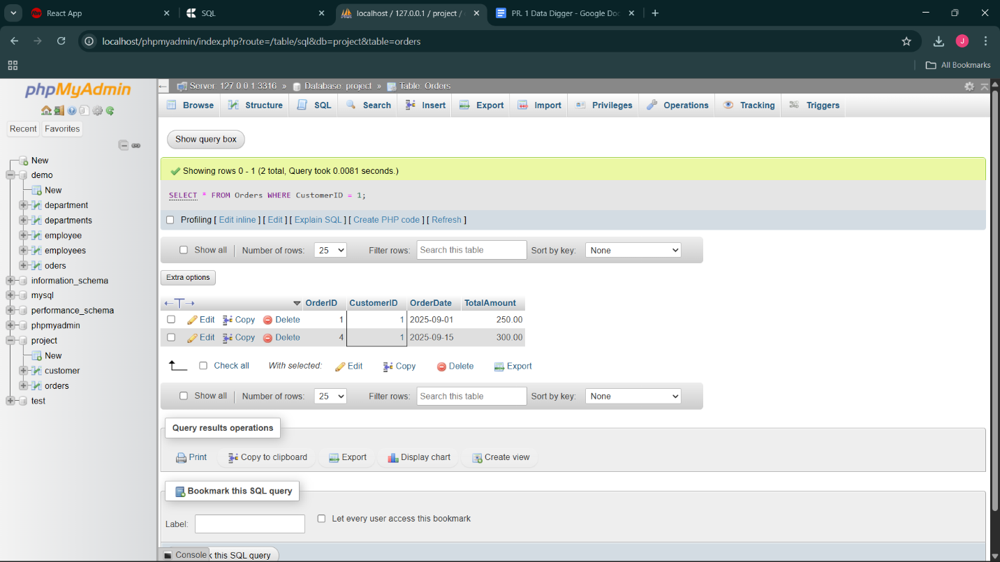 React App
SQL
localhost / 127.0.0.1 / project /
PR. 1 Data Digger - Google Doc
localhost/phpmyadmin/index.php?route=/table/sql&db=project&table=orders
J
All Bookmarks
phpMyAdmin
Recent
Favorites
New
demo
New
department
departments
employee
employees
oders
information_schema
mysql
performance_schema
phpmyadmin
project
New
customer
orders
test
Server: 127.0.0.1:3316 » Database: project » Table: Orders
Browse Structure SQL Search Insert Export Import Privileges Operations Tracking Triggers
Show query box
Showing rows 0 - 1 (2 total, Query took 0.0081 seconds.)
SELECT * FROM Orders WHERE CustomerID = 1;
Profiling [ Edit inline ] [ Edit ] [ Explain SQL ] [ Create PHP code ] [ Refresh ]
Show all Number of rows: 25 Filter rows: Search this table Sort by key: None
Extra options
OrderID CustomerID OrderDate TotalAmount
Edit Copy Delete 1 1 2025-09-01 250.00
Edit Copy Delete 4 1 2025-09-15 300.00
Check all With selected: Edit Copy Delete Export
Show all Number of rows: 25 Filter rows: Search this table Sort by key: None
Query results operations
Print Copy to clipboard Export Display chart Create view
Bookmark this SQL query
Label: Let every user access this bookmark
Console k this SQL query